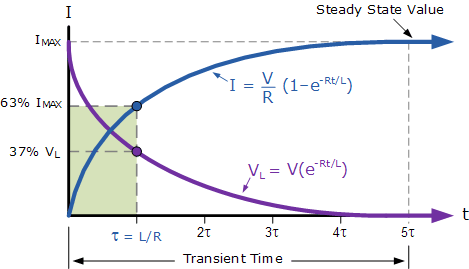 I
Steady State Value
IMAX
I = V/R (1-e-Rt/L)
63% IMAX
37% VL
VL = V(e-Rt/L)
t
τ = L/R 2τ 3τ 4τ 5τ
Transient Time